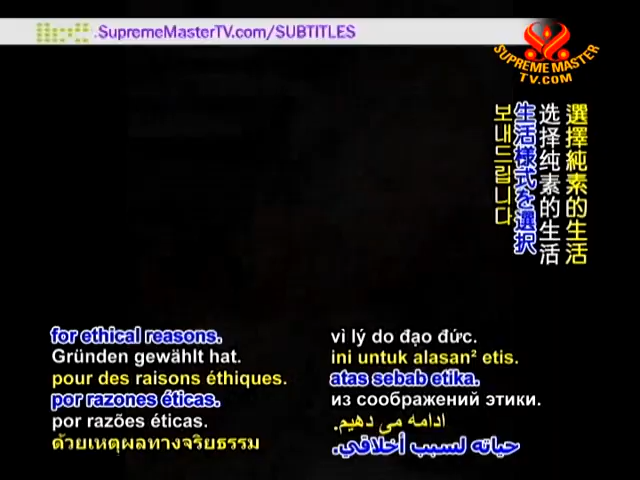 .SupremeMasterTV.com/SUBTITLES
SUPREME MASTER
TV.COM
選擇純素的生活
选择纯素的生活
生活様式を選択
보내드립니다
for ethical reasons.
Gründen gewählt hat.
pour des raisons éthiques.
por razones éticas.
por razões éticas.
ด้วยเหตุผลทางจริยธรรม
vì lý do đạo đức.
ini untuk alasan² etis.
atas sebab etika.
из соображений этики.
ادامه می دهیم.
حياته لسبب أخلاقي.